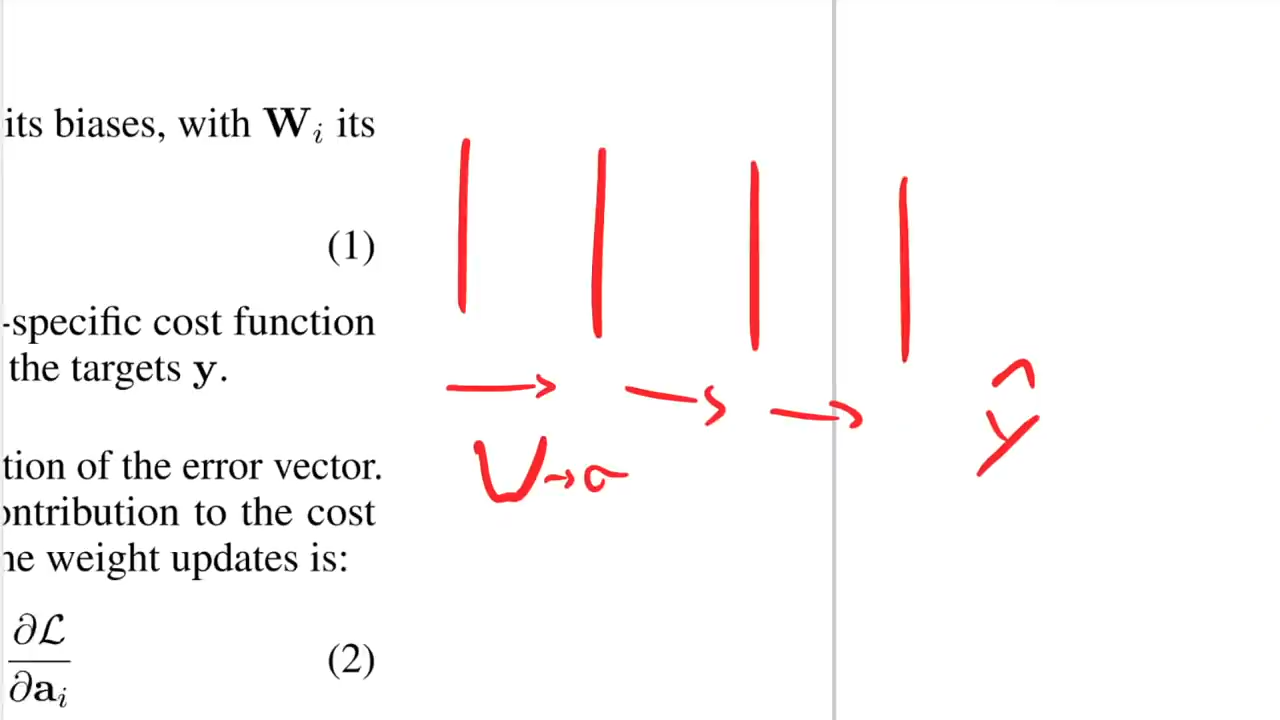 its biases, with W_i its
(1)
-specific cost function
the targets y.
tion of the error vector.
ontribution to the cost
ne weight updates is:
∂ℒ
∂a_i
(2)
ŷ
U→σ